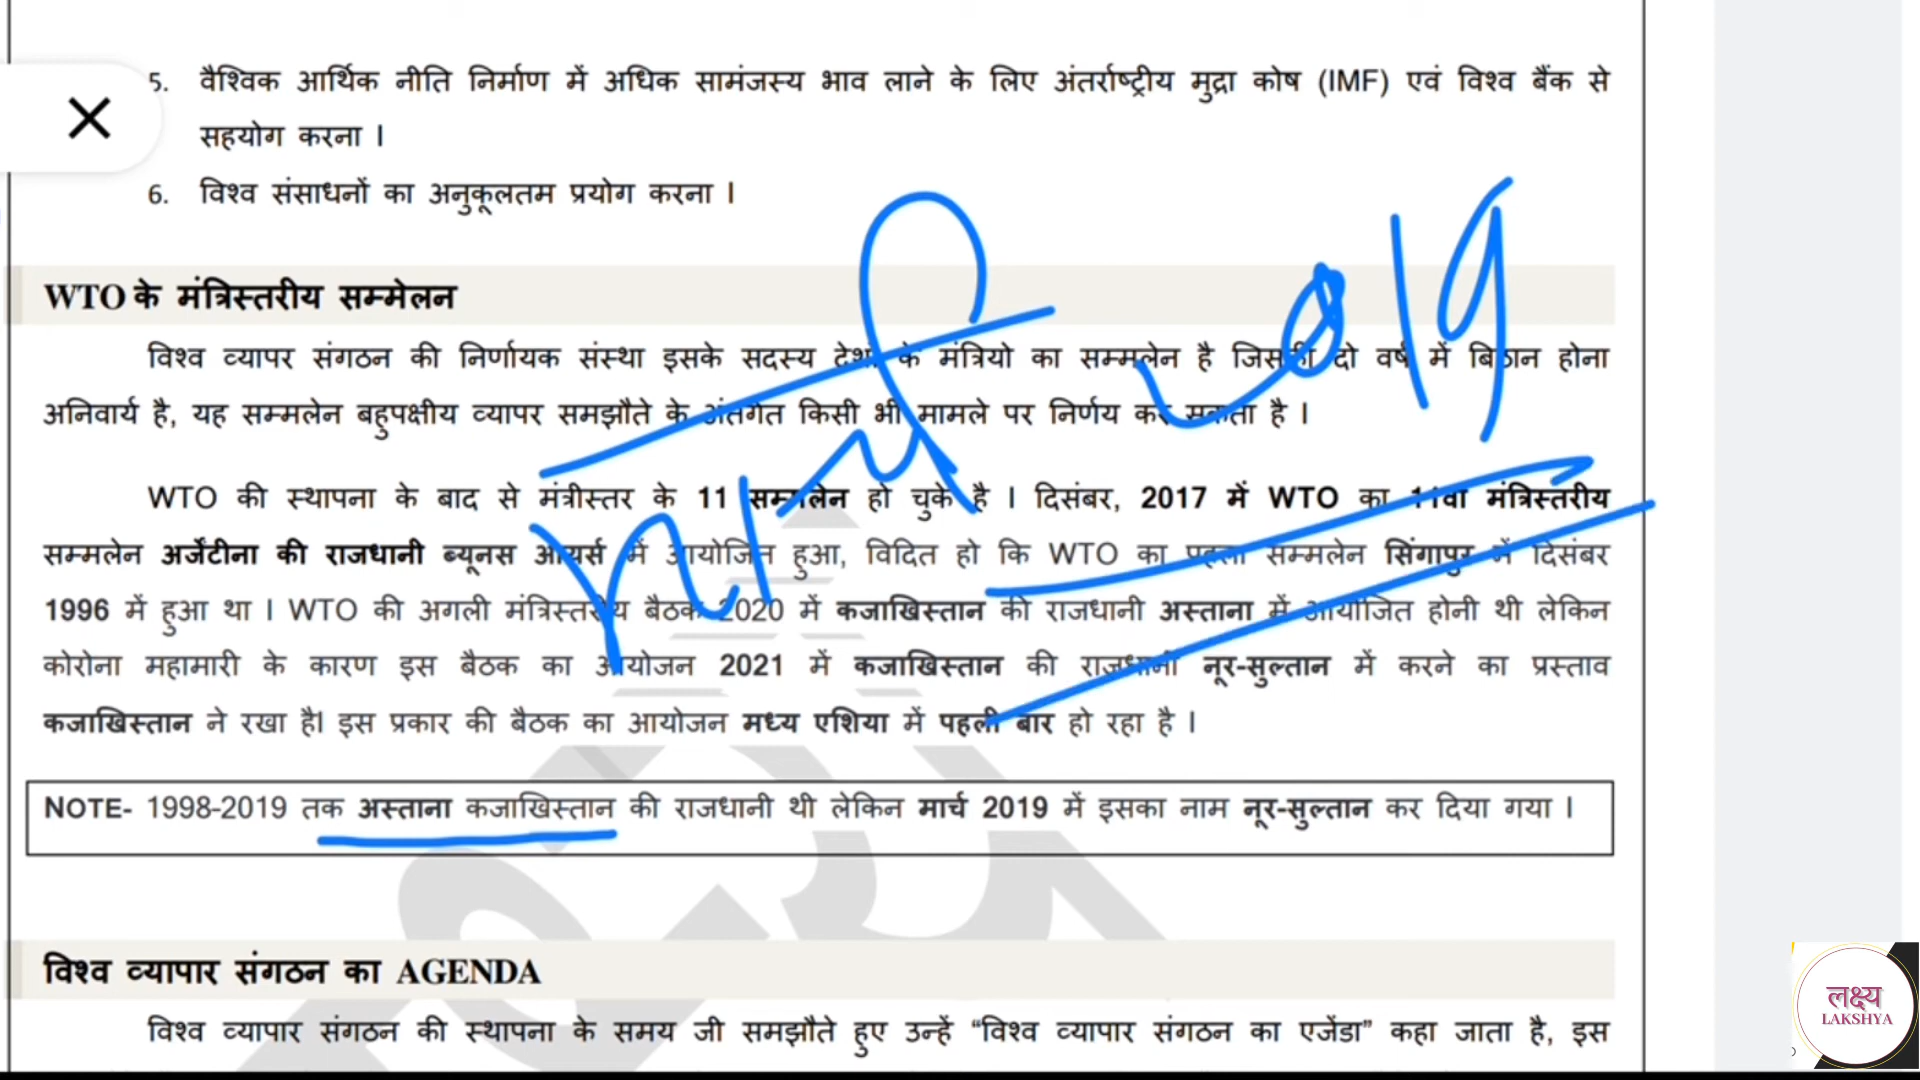 5. वैश्विक आर्थिक नीति निर्माण में अधिक सामंजस्य भाव लाने के लिए अंतर्राष्ट्रीय मुद्रा कोष (IMF) एवं विश्व बैंक से
सहयोग करना ।
6. विश्व संसाधनों का अनुकूलतम प्रयोग करना ।
WTO के मंत्रिस्तरीय सम्मेलन
विश्व व्यापर संगठन की निर्णायक संस्था इसके सदस्य देशों के मंत्रियो का सम्मलेन है जिसकी दो वर्ष में बिठान होना
अनिवार्य है, यह सम्मलेन बहुपक्षीय व्यापर समझौते के अंतर्गत किसी भी मामले पर निर्णय कर सकता है ।
WTO की स्थापना के बाद से मंत्रीस्तर के 11 सम्मलेन हो चुके है । दिसंबर, 2017 में WTO का 11वां मंत्रिस्तरीय
सम्मलेन अर्जेंटीना की राजधानी ब्यूनस आयर्स में आयोजित हुआ, विदित हो कि WTO का पहला सम्मलेन सिंगापुर में दिसंबर
1996 में हुआ था । WTO की अगली मंत्रिस्तरीय बैठक 2020 में कजाखिस्तान की राजधानी अस्ताना में आयोजित होनी थी लेकिन
कोरोना महामारी के कारण इस बैठक का आयोजन 2021 में कजाखिस्तान की राजधानी नूर-सुल्तान में करने का प्रस्ताव
कजाखिस्तान ने रखा है। इस प्रकार की बैठक का आयोजन मध्य एशिया में पहली बार हो रहा है ।
NOTE- 1998-2019 तक अस्ताना कजाखिस्तान की राजधानी थी लेकिन मार्च 2019 में इसका नाम नूर-सुल्तान कर दिया गया ।
विश्व व्यापार संगठन का AGENDA
विश्व व्यापार संगठन की स्थापना के समय जी समझौते हुए उन्हें “विश्व व्यापार संगठन का एजेंडा” कहा जाता है, इस
मार्च 2019
लक्ष्य
LAKSHYA